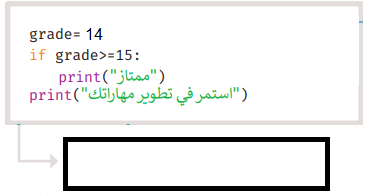 grade= 14
if grade>=15:
print("ممتاز")
print("استمر في تطوير مهاراتك")